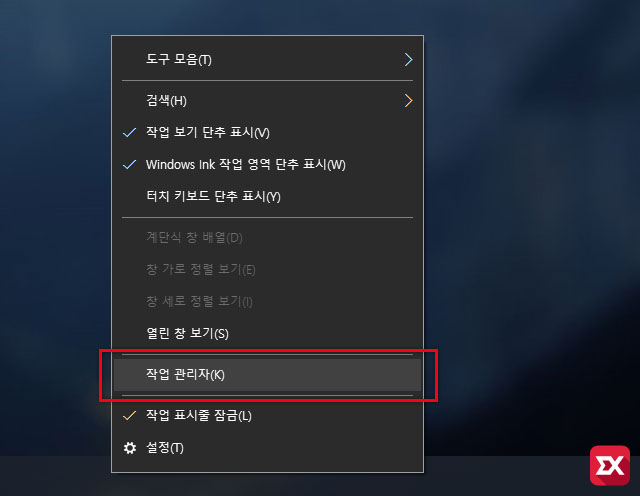 도구 모음(T)
검색(H)
작업 보기 단추 표시(V)
Windows Ink 작업 영역 단추 표시(W)
터치 키보드 단추 표시(Y)
계단식 창 배열(D)
창 가로 정렬 보기(E)
창 세로 정렬 보기(I)
열린 창 보기(S)
작업 관리자(K)
작업 표시줄 잠금(L)
설정(T)
ΣX